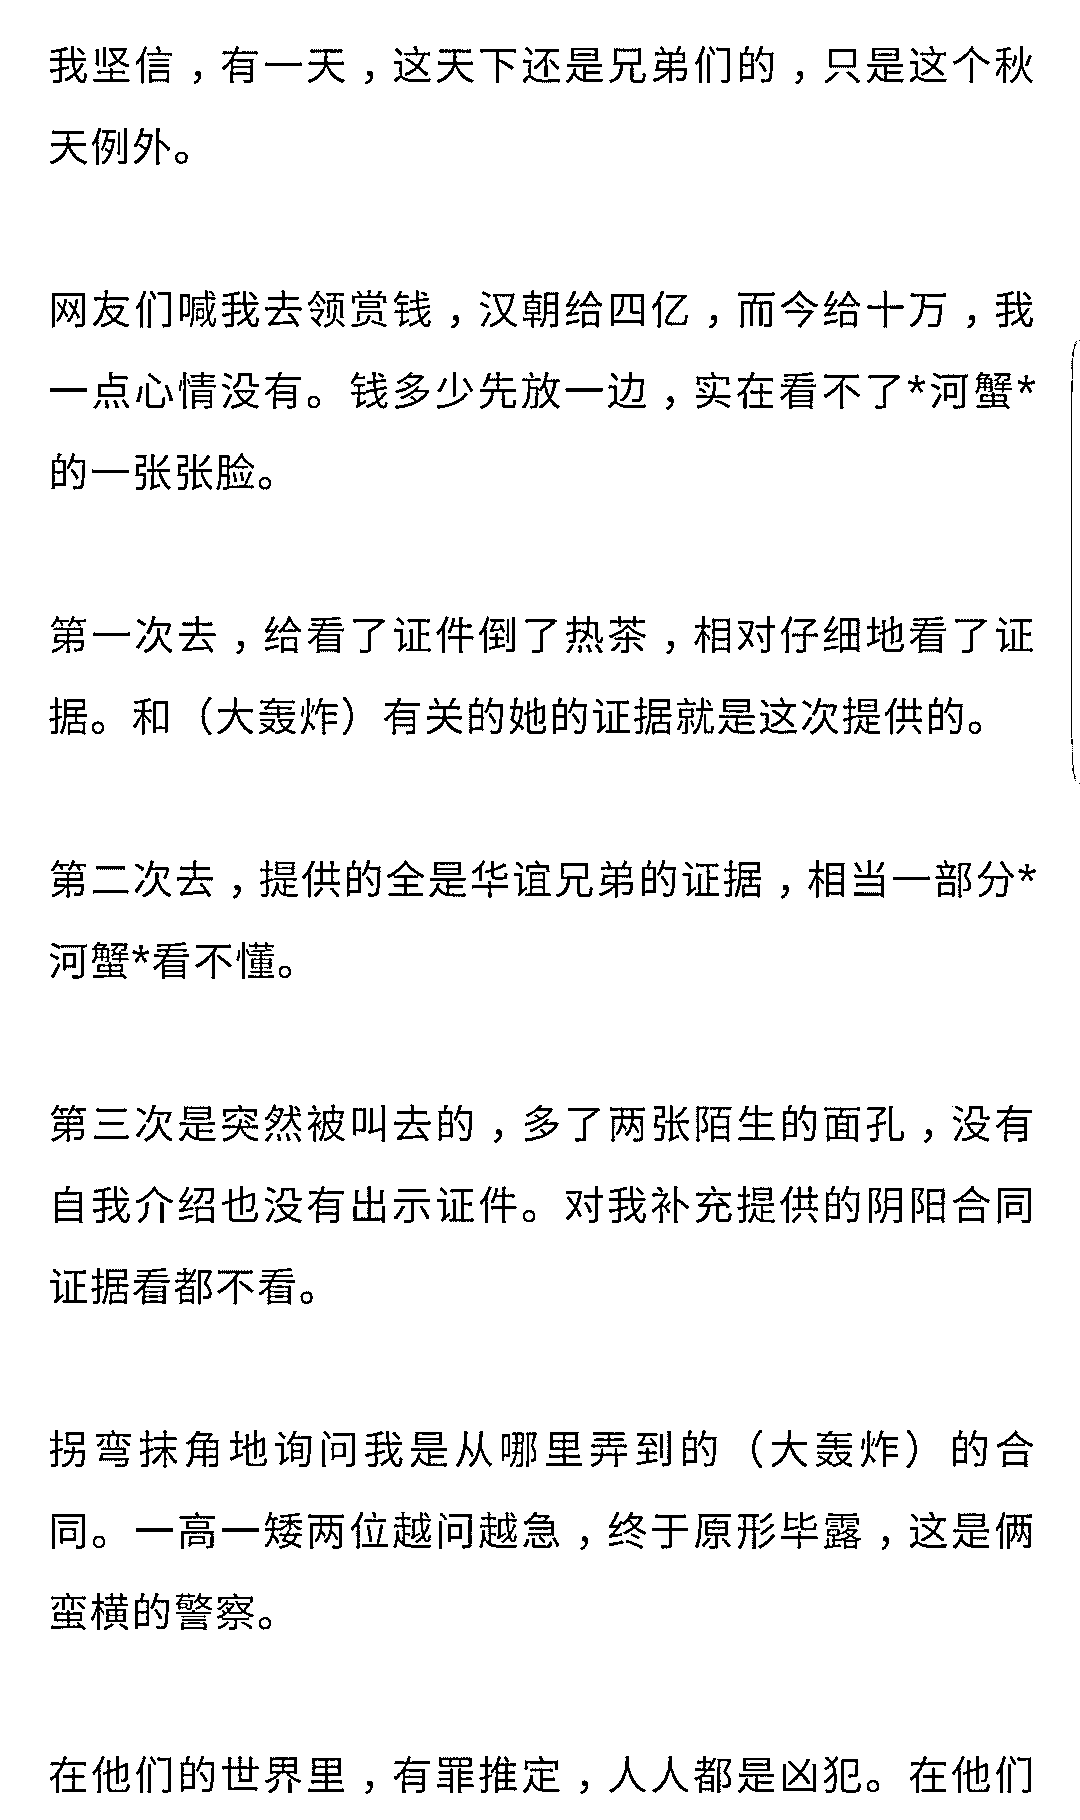 我坚信，有一天，这天下还是兄弟们的，只是这个秋
天例外。
网友们喊我去领赏钱，汉朝给四亿，而今给十万，我
一点心情没有。钱多少先放一边，实在看不了*河蟹*
的一张张脸。
第一次去，给看了证件倒了热茶，相对仔细地看了证
据。和（大轰炸）有关的她的证据就是这次提供的。
第二次去，提供的全是华谊兄弟的证据，相当一部分*
河蟹*看不懂。
第三次是突然被叫去的，多了两张陌生的面孔，没有
自我介绍也没有出示证件。对我补充提供的阴阳合同
证据看都不看。
拐弯抹角地询问我是从哪里弄到的（大轰炸）的合
同。一高一矮两位越问越急，终于原形毕露，这是俩
蛮横的警察。
在他们的世界里，有罪推定，人人都是凶犯。在他们